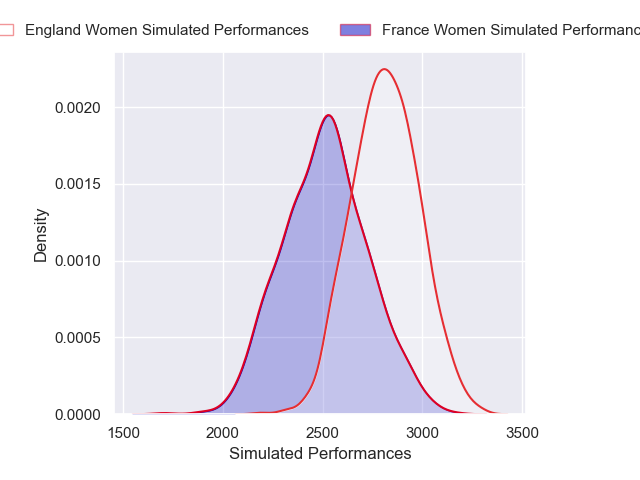 England Women Simulated Performances France Women Simulated Performanc
0.0020
0.0015
0.0010
0.0005
0.0000
Density
1500 2000 2500 3000 3500
Simulated Performances